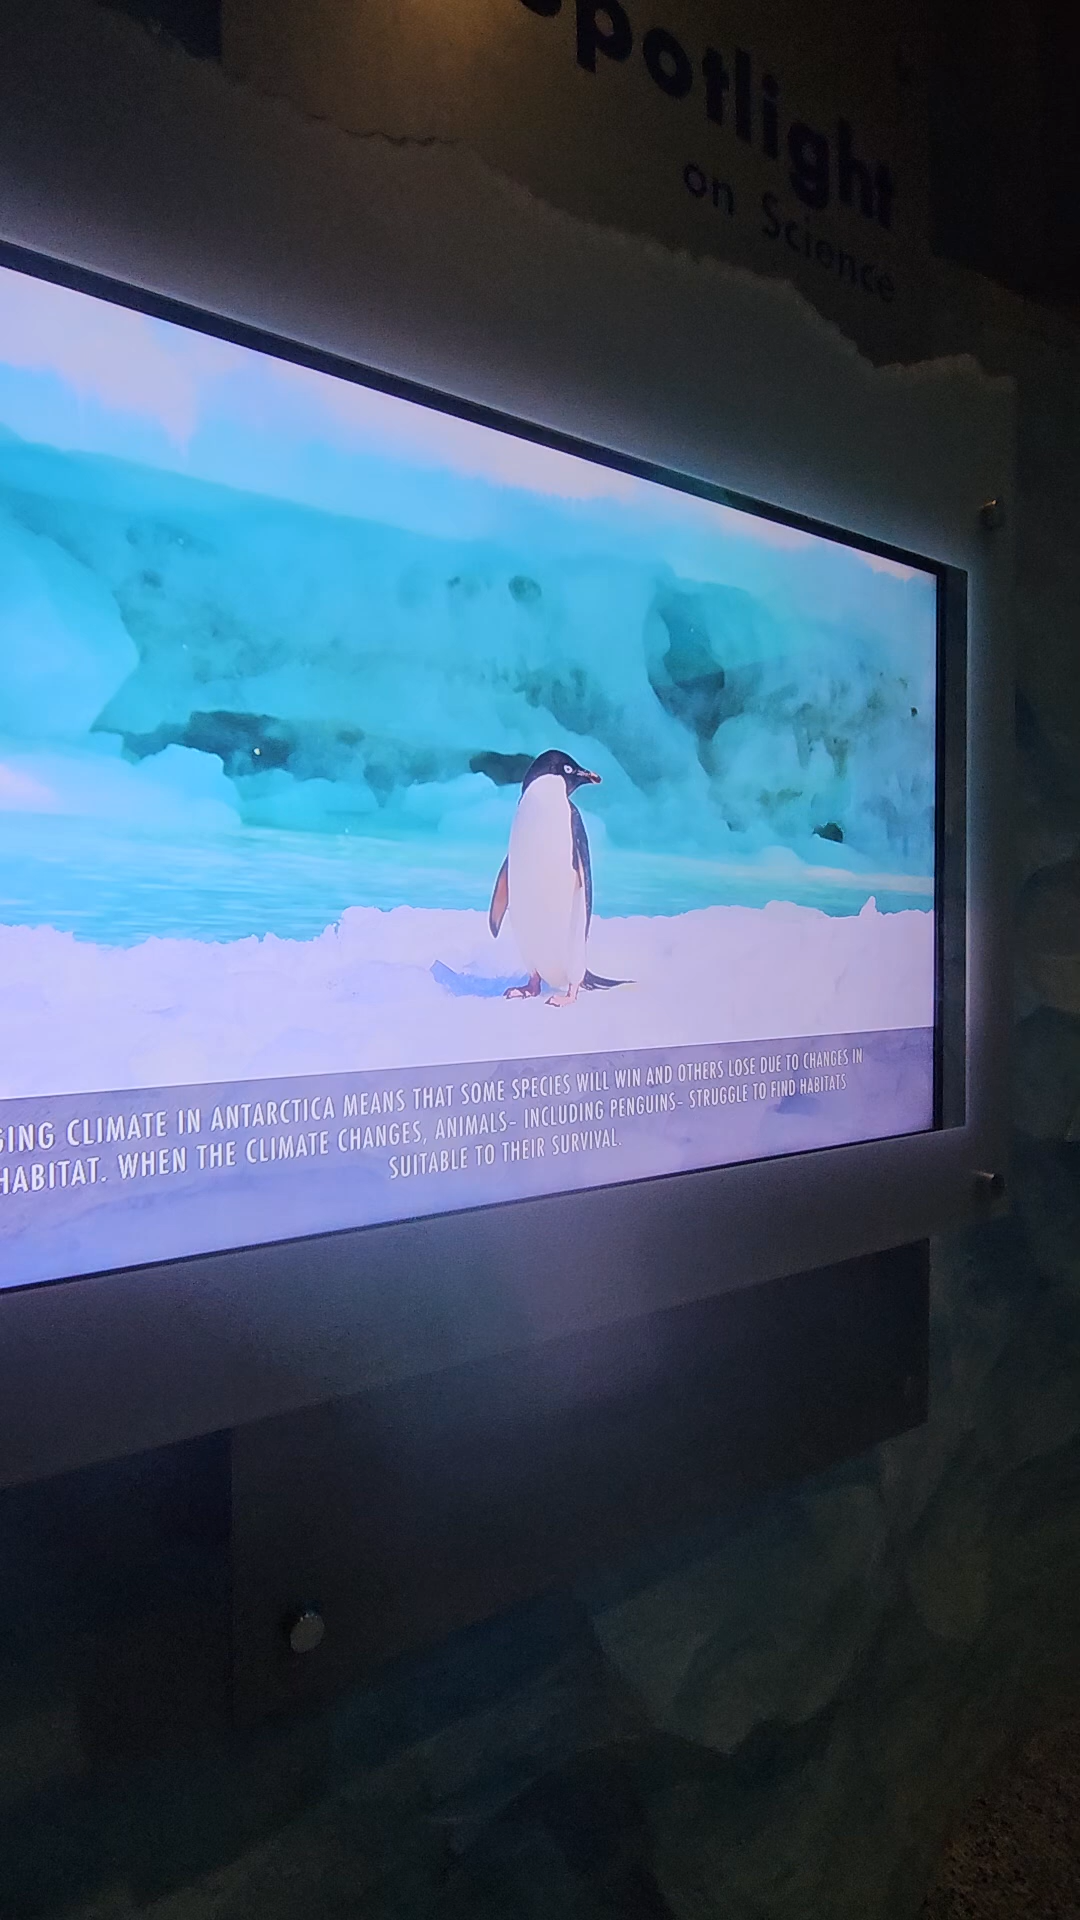 potlight
on Science
CLIMATE IN ANTARCTICA MEANS THAT SOME SPECIES WILL WIN AND OTHERS LOSE DUE TO CHANGES IN
HABITAT. WHEN THE CLIMATE CHANGES, ANIMALS- INCLUDING PENGUINS- STRUGGLE TO FIND HABITATS
SUITABLE TO THEIR SURVIVAL.